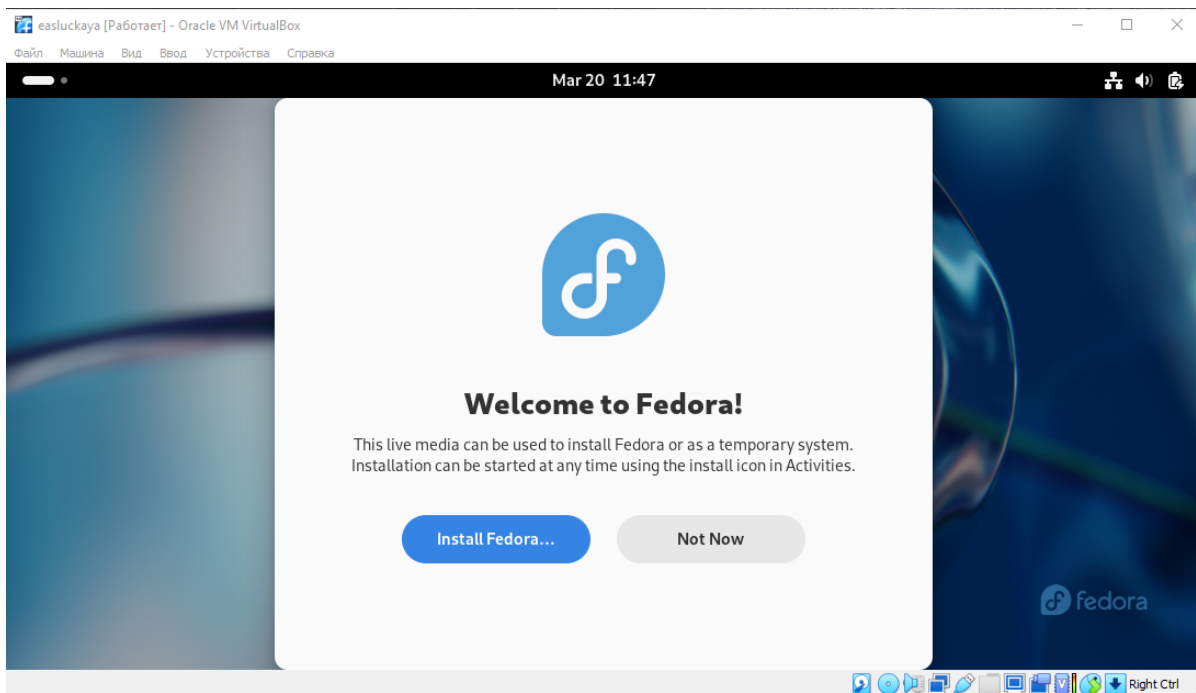 easluckaya [Работает] - Oracle VM VirtualBox
Файл Машина Вид Ввод Устройства Справка
Mar 20 11:47
Welcome to Fedora!
This live media can be used to install Fedora or as a temporary system.
Installation can be started at any time using the install icon in Activities.
Install Fedora... Not Now
fedora
Right Ctrl